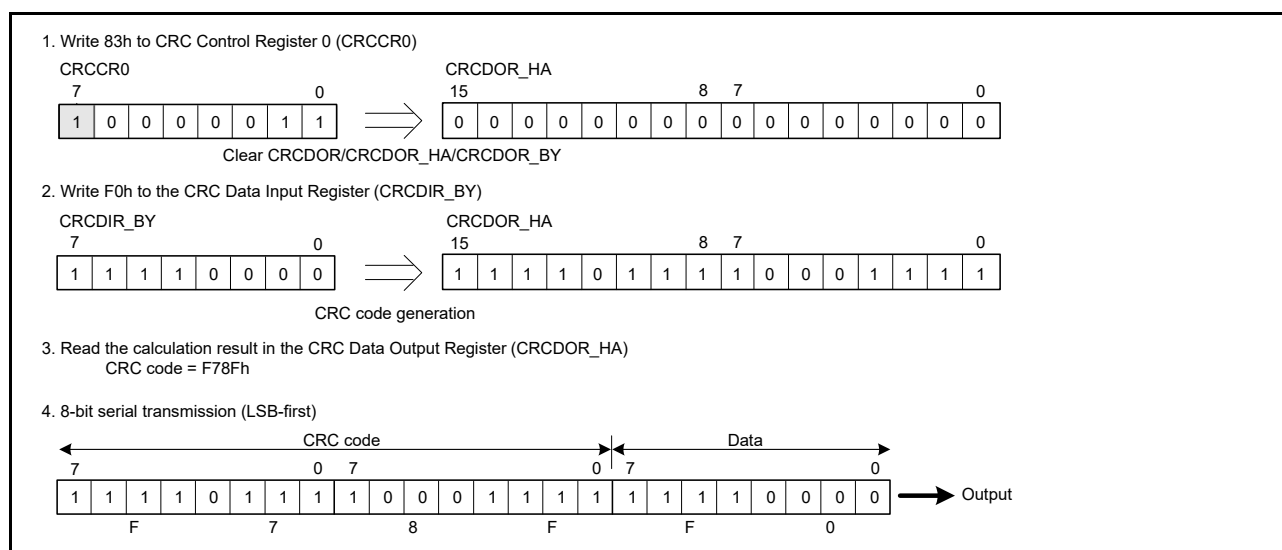 1. Write 83h to CRC Control Register 0 (CRCCR0)
CRCCR0 CRCDOR_HA
7 0 15 8 7 0
1 0 0 0 0 0 1 1 0 0 0 0 0 0 0 0 0 0 0 0 0 0 0 0
Clear CRCDOR/CRCDOR_HA/CRCDOR_BY
2. Write F0h to the CRC Data Input Register (CRCDIR_BY)
CRCDIR_BY CRCDOR_HA
7 0 15 8 7 0
1 1 1 1 0 0 0 0 1 1 1 1 0 1 1 1 1 0 0 0 1 1 1 1
CRC code generation
3. Read the calculation result in the CRC Data Output Register (CRCDOR_HA)
CRC code = F78Fh
4. 8-bit serial transmission (LSB-first)
CRC code Data
7 0 7 0 7 0
1 1 1 1 0 1 1 1 1 0 0 0 1 1 1 1 1 1 1 1 0 0 0 0 Output
F 7 8 F F 0